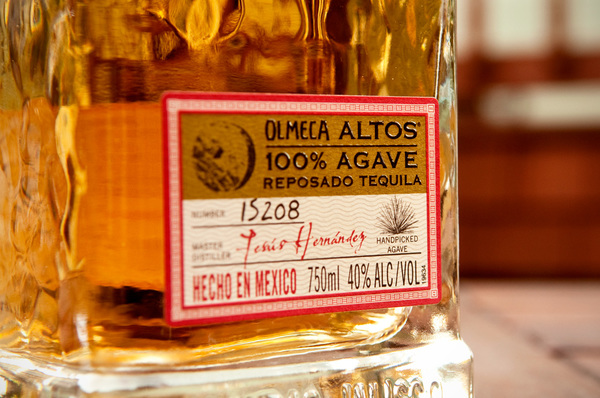 OLMECA ALTOS®
100% AGAVE
REPOSADO TEQUILA
NUMBER 15208
MASTER
DISTILLER Jesús Hernández
HANDPICKED
AGAVE
HECHO EN MEXICO 750ml 40% ALC/VOL
19634